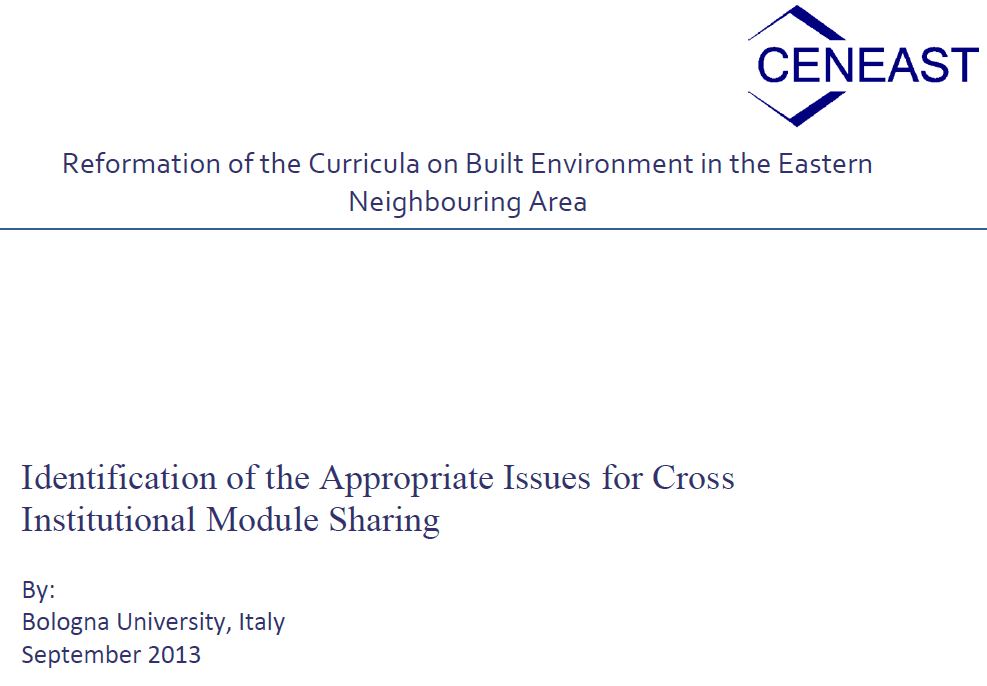 CENEAST
Reformation of the Curricula on Built Environment in the Eastern
Neighbouring Area
Identification of the Appropriate Issues for Cross
Institutional Module Sharing
By:
Bologna University, Italy
September 2013